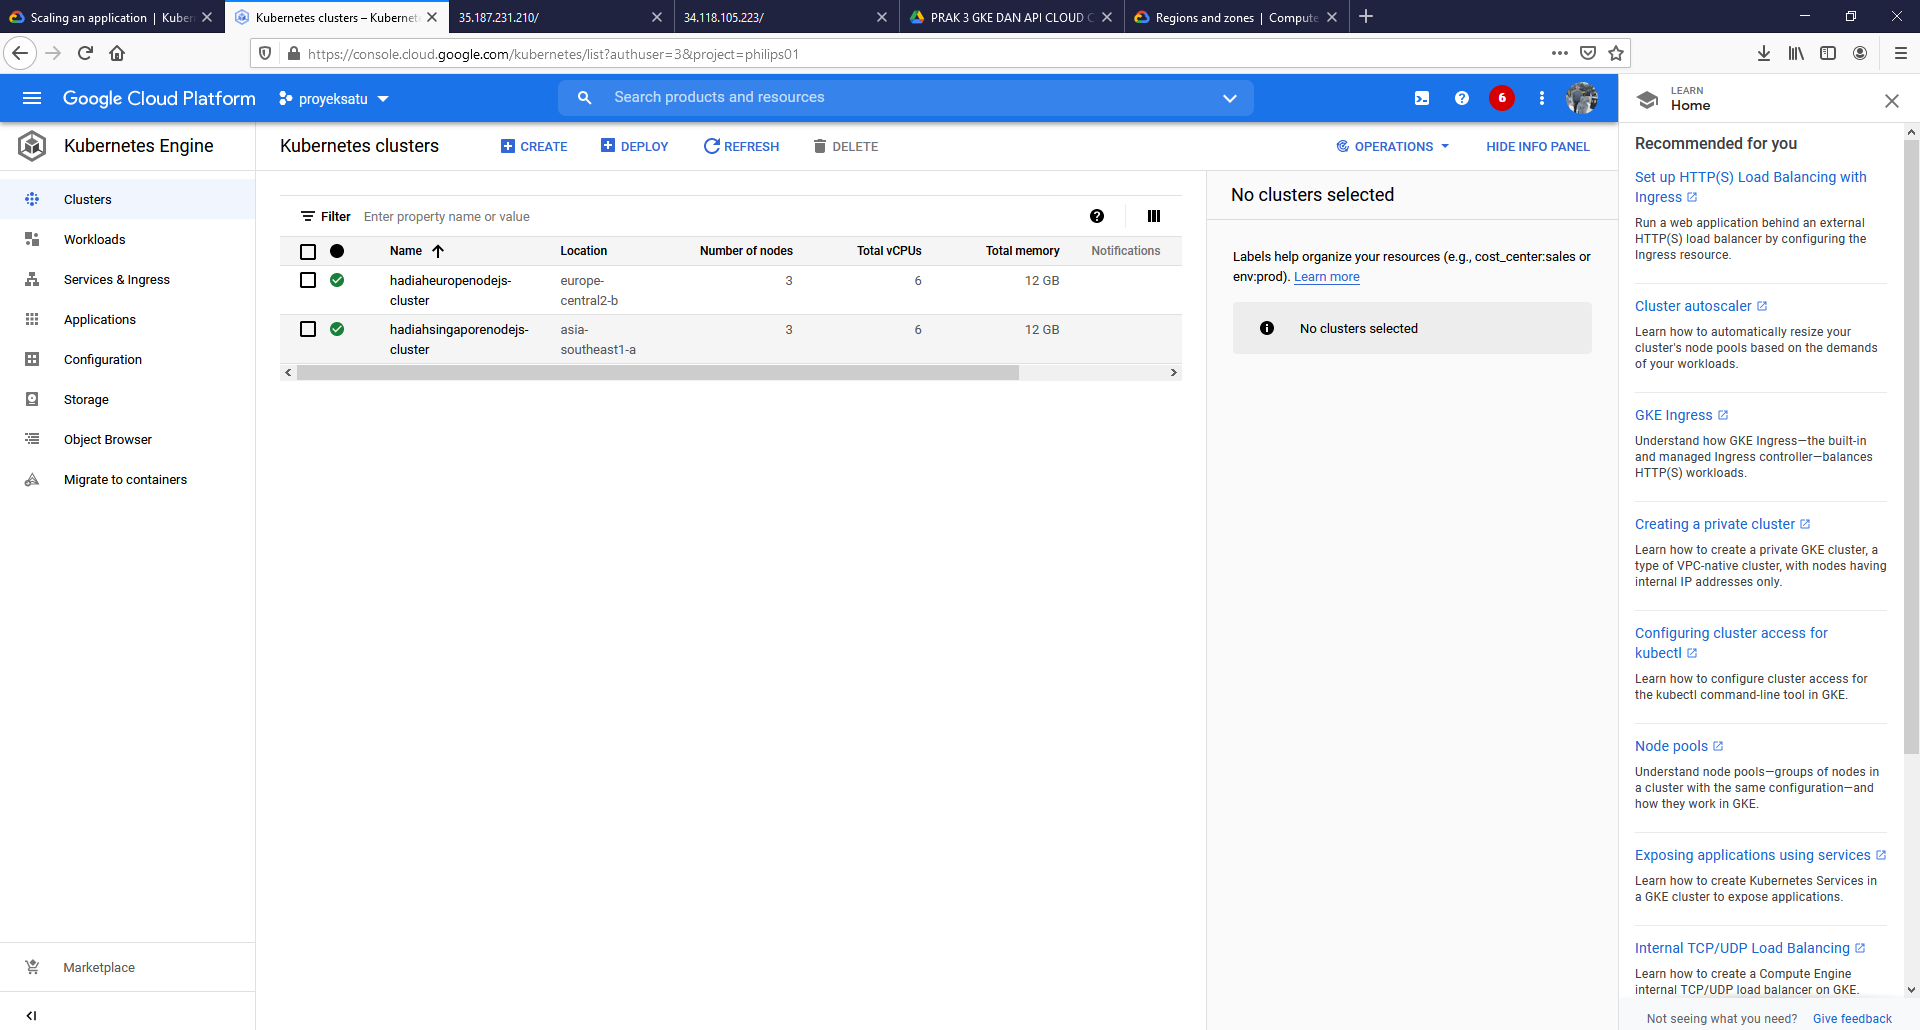 Scaling an application | Kuber
Kubernetes clusters – Kubernet
35.187.231.210/
34.118.105.223/
PRAK 3 GKE DAN API CLOUD C
Regions and zones | Compute
https://console.cloud.google.com/kubernetes/list?authuser=3&project=philips01
Google Cloud Platform
proyeksatu
Search products and resources
6
LEARN
Home
Kubernetes Engine
Kubernetes clusters
CREATE
DEPLOY
REFRESH
DELETE
OPERATIONS
HIDE INFO PANEL
Clusters
Workloads
Services & Ingress
Applications
Configuration
Storage
Object Browser
Migrate to containers
Marketplace
Filter Enter property name or value
Name Location Number of nodes Total vCPUs Total memory Notifications
hadiaheuropenodejs- europe- 3 6 12 GB
cluster central2-b
hadiahsingaporenodejs- asia- 3 6 12 GB
cluster southeast1-a
No clusters selected
Labels help organize your resources (e.g., cost_center:sales or
env:prod). Learn more
No clusters selected
Recommended for you
Set up HTTP(S) Load Balancing with
Ingress
Run a web application behind an external
HTTP(S) load balancer by configuring the
Ingress resource.
Cluster autoscaler
Learn how to automatically resize your
cluster's node pools based on the demands
of your workloads.
GKE Ingress
Understand how GKE Ingress—the built-in
and managed Ingress controller—balances
HTTP(S) workloads.
Creating a private cluster
Learn how to create a private GKE cluster, a
type of VPC-native cluster, with nodes having
internal IP addresses only.
Configuring cluster access for
kubectl
Learn how to configure cluster access for
the kubectl command-line tool in GKE.
Node pools
Understand node pools—groups of nodes in
a cluster with the same configuration—and
how they work in GKE.
Exposing applications using services
Learn how to create Kubernetes Services in
a GKE cluster to expose applications.
Internal TCP/UDP Load Balancing
Learn how to create a Compute Engine
internal TCP/UDP load balancer on GKE.
Not seeing what you need? Give feedback